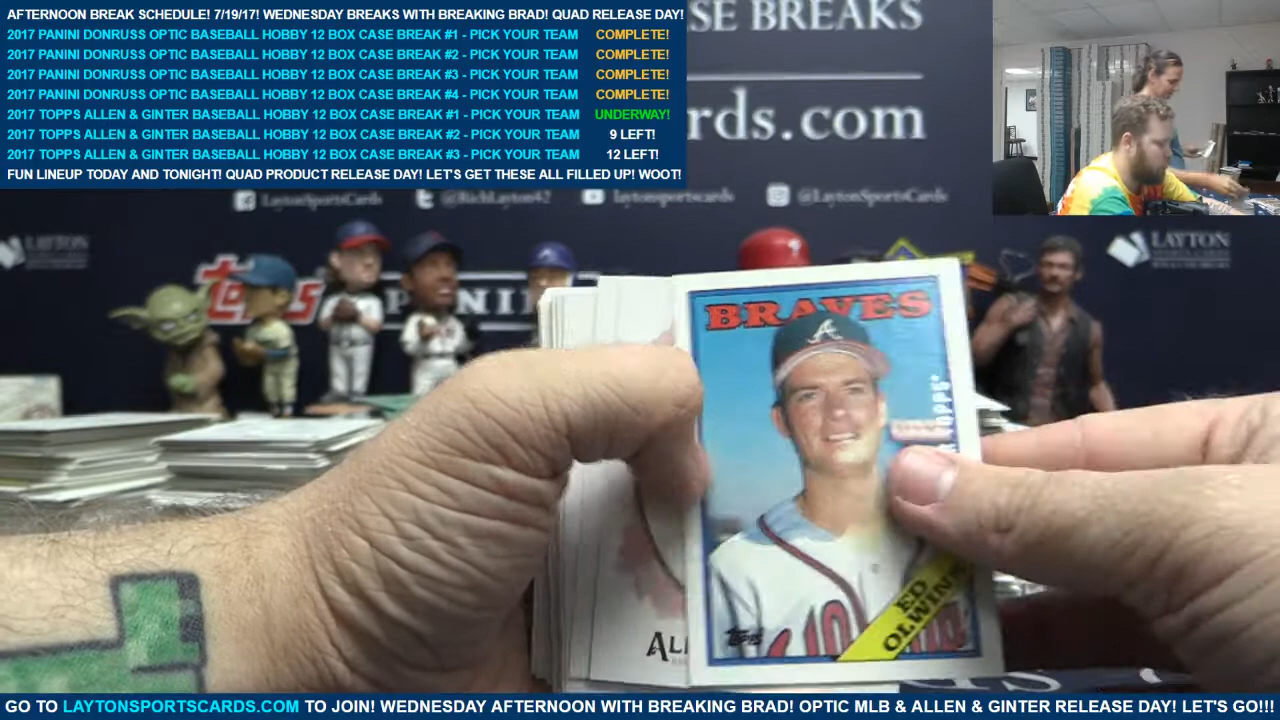 AFTERNOON BREAK SCHEDULE! 7/19/17! WEDNESDAY BREAKS WITH BREAKING BRAD! QUAD RELEASE DAY!
2017 PANINI DONRUSS OPTIC BASEBALL HOBBY 12 BOX CASE BREAK #1 - PICK YOUR TEAM COMPLETE!
2017 PANINI DONRUSS OPTIC BASEBALL HOBBY 12 BOX CASE BREAK #2 - PICK YOUR TEAM COMPLETE!
2017 PANINI DONRUSS OPTIC BASEBALL HOBBY 12 BOX CASE BREAK #3 - PICK YOUR TEAM COMPLETE!
2017 PANINI DONRUSS OPTIC BASEBALL HOBBY 12 BOX CASE BREAK #4 - PICK YOUR TEAM COMPLETE!
2017 TOPPS ALLEN & GINTER BASEBALL HOBBY 12 BOX CASE BREAK #1 - PICK YOUR TEAM UNDERWAY!
2017 TOPPS ALLEN & GINTER BASEBALL HOBBY 12 BOX CASE BREAK #2 - PICK YOUR TEAM 9 LEFT!
2017 TOPPS ALLEN & GINTER BASEBALL HOBBY 12 BOX CASE BREAK #3 - PICK YOUR TEAM 12 LEFT!
FUN LINEUP TODAY AND TONIGHT! QUAD PRODUCT RELEASE DAY! LET'S GET THESE ALL FILLED UP! WOOT!
SE BREAKS
rds.com
LaytonSportsCards @RichLayton42 laytonsportscards @LaytonSportsCards
LAYTON LAYTON
topps PANINI
BRAVES
TOPPS
A
ED
OLWINE
Topps
GO TO LAYTONSPORTSCARDS.COM TO JOIN! WEDNESDAY AFTERNOON WITH BREAKING BRAD! OPTIC MLB & ALLEN & GINTER RELEASE DAY! LET'S GO!!!